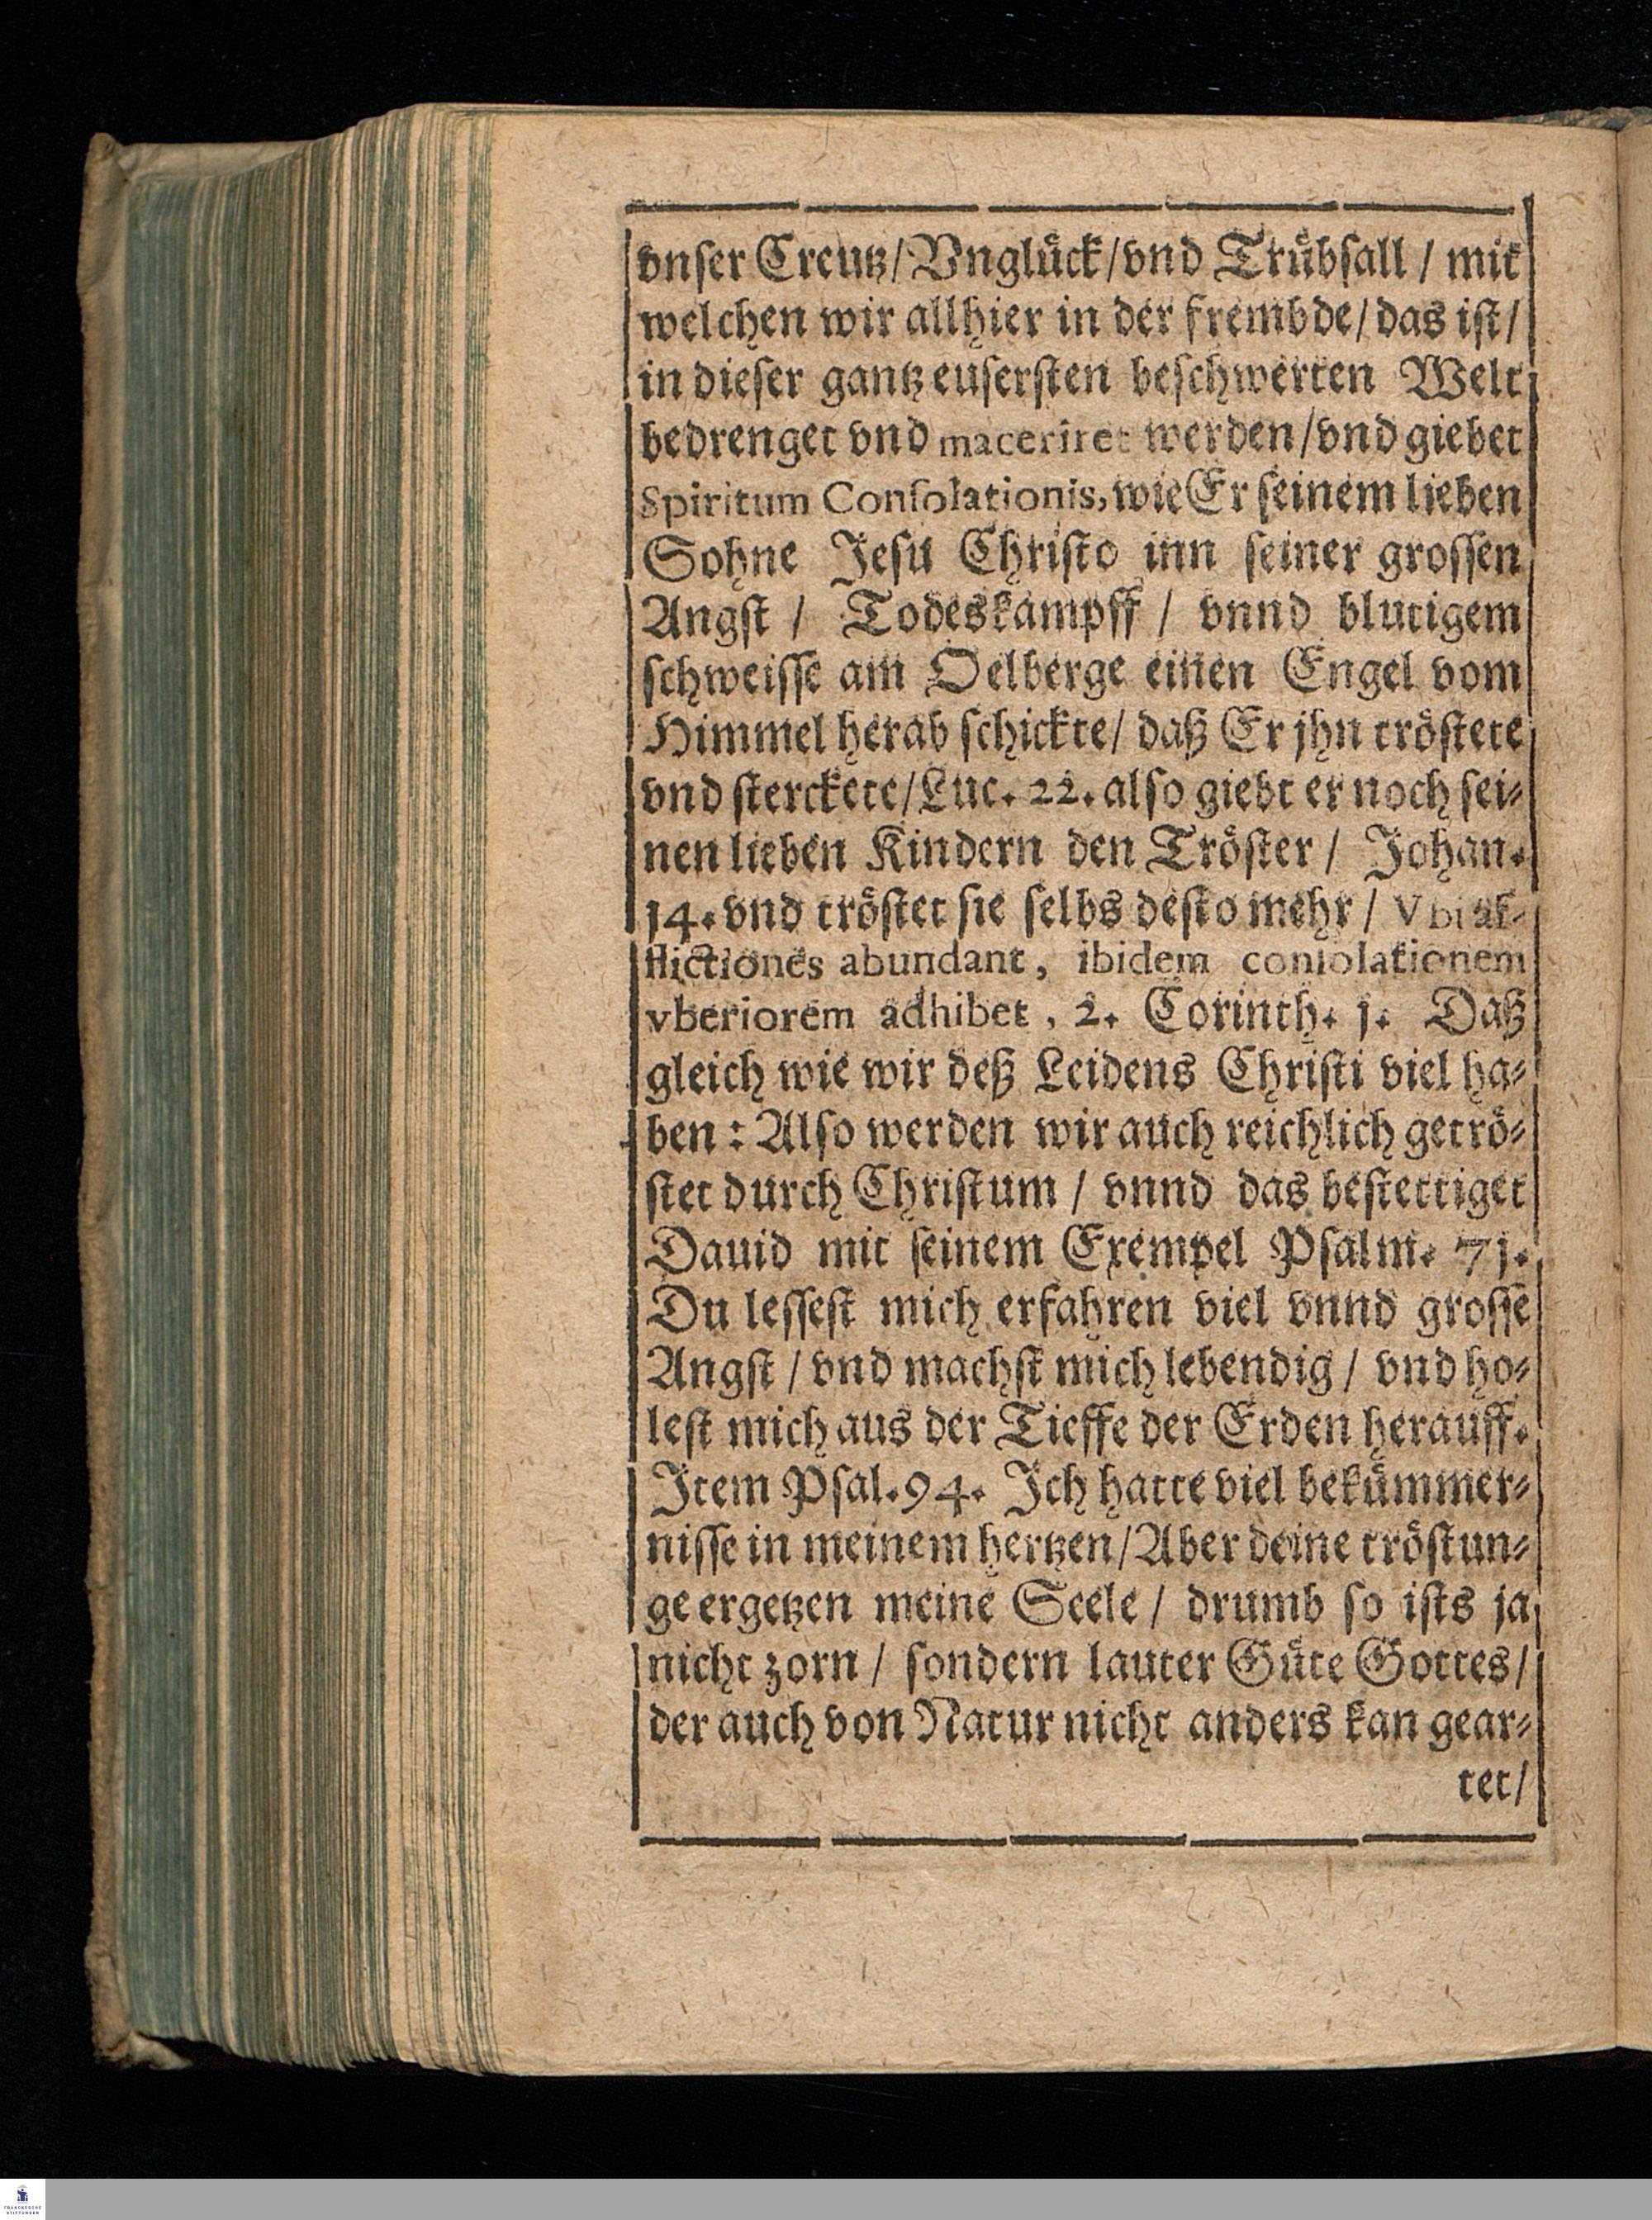 vnser Creutz/Vnglück/vnd Trübsall / mit
welchen wir allhier in der frembde/das ist/
in dieser gantz eusersten beschwerten Welt
bedrenget vnd maceriret werden/vnd giebet
Spiritum Consolationis, wie Er seinem lieben
Sohne Jesu Christo inn seiner grossen
Angst / Todeskampff / vnnd blutigem
schweisse am Oelberge einen Engel vom
Himmel herab schickte/ daß Er jhn tröstete
vnd sterckete/Luc. 22. also giebt er noch sei-
nen lieben Kindern den Tröster / Johan.
j4. vnd tröstet sie selbs desto mehr / Vbi af-
flictiones abundant, ibidem consolationem
vberiorem adhibet, 2. Corinth. j. Daß
gleich wie wir deß Leidens Christi viel ha-
ben : Also werden wir auch reichlich getrö-
stet durch Christum / vnnd das bestettiget
Dauid mit seinem Exempel Psalm. 7j.
Du lessest mich erfahren viel vnnd grosse
Angst / vnd machst mich lebendig / vnd ho-
lest mich aus der Tieffe der Erden herauff.
Item Psal. 94. Ich hatte viel bekümmer-
nisse in meinem hertzen/Aber deine tröstun-
ge ergetzen meine Seele / drumb so ists ja
nicht zorn / sondern lauter Güte Gottes/
der auch von Natur nicht anders kan gear-
tet/
FRANCKESCHE
STIFTUNGEN